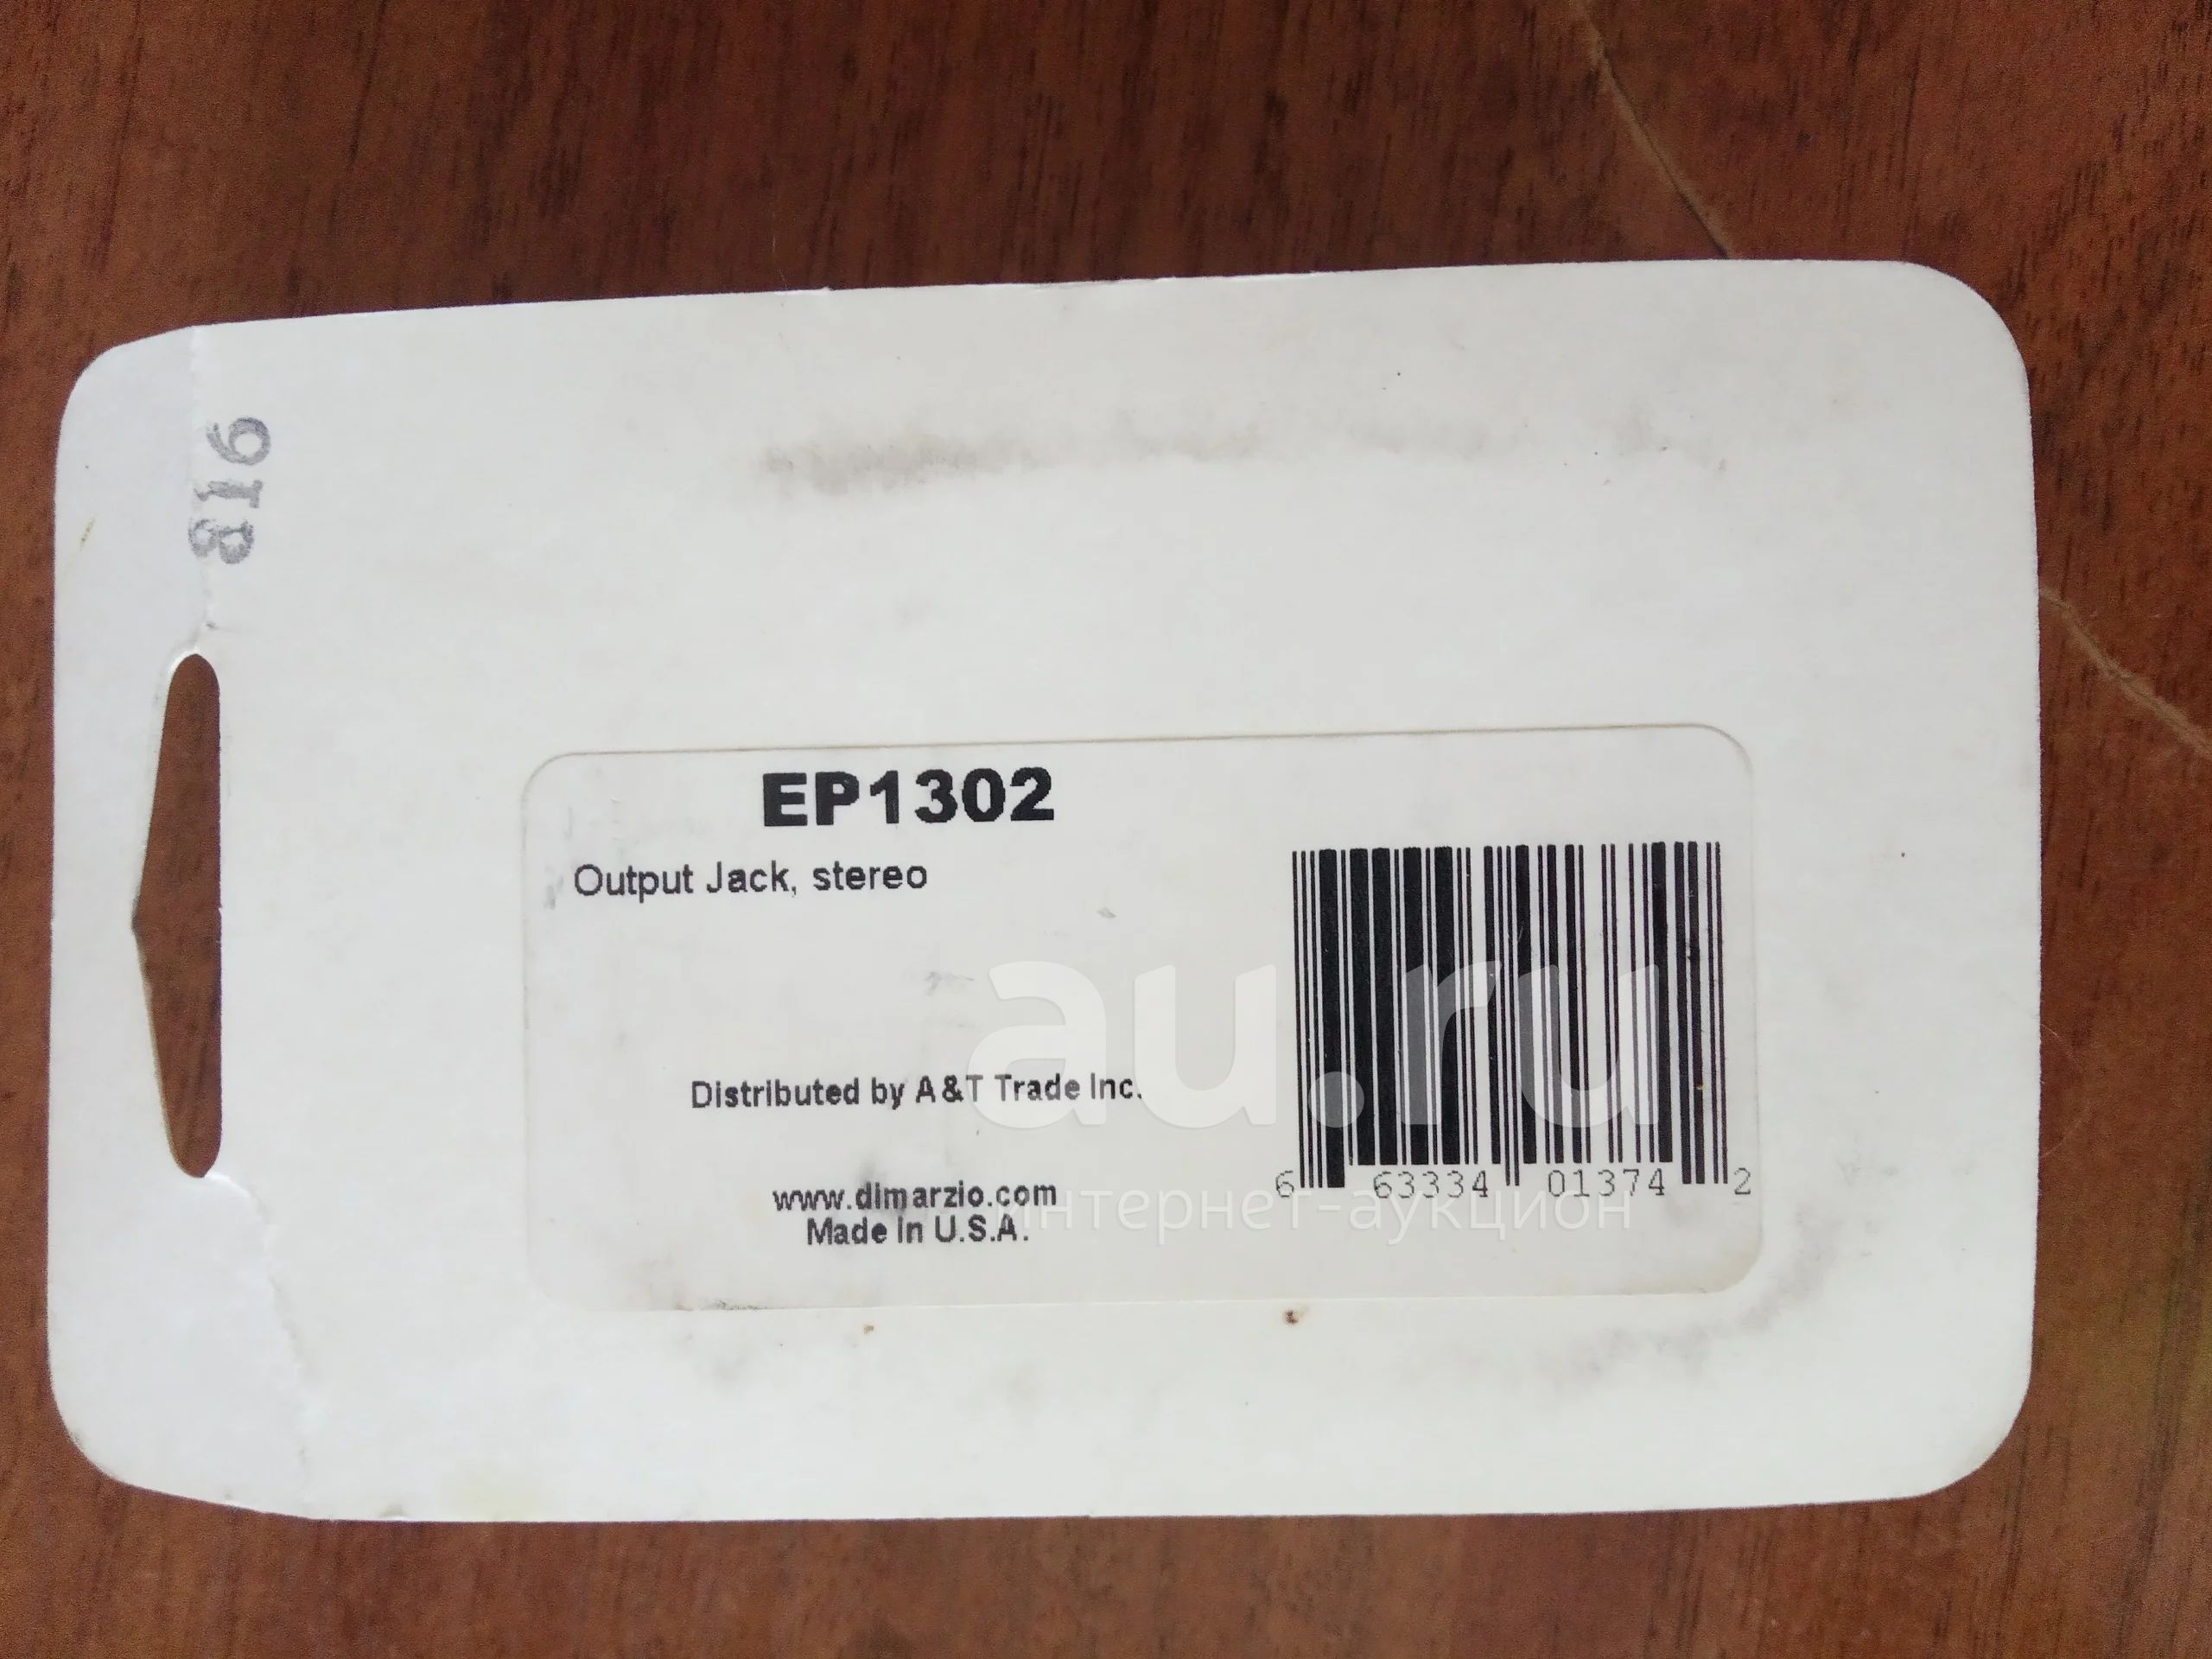 816
EP1302
Output Jack, stereo
Distributed by A&T Trade Inc.
www.dimarzio.com
Made in U.S.A.
6 63334 01374 2
au.ru
интернет-аукцион